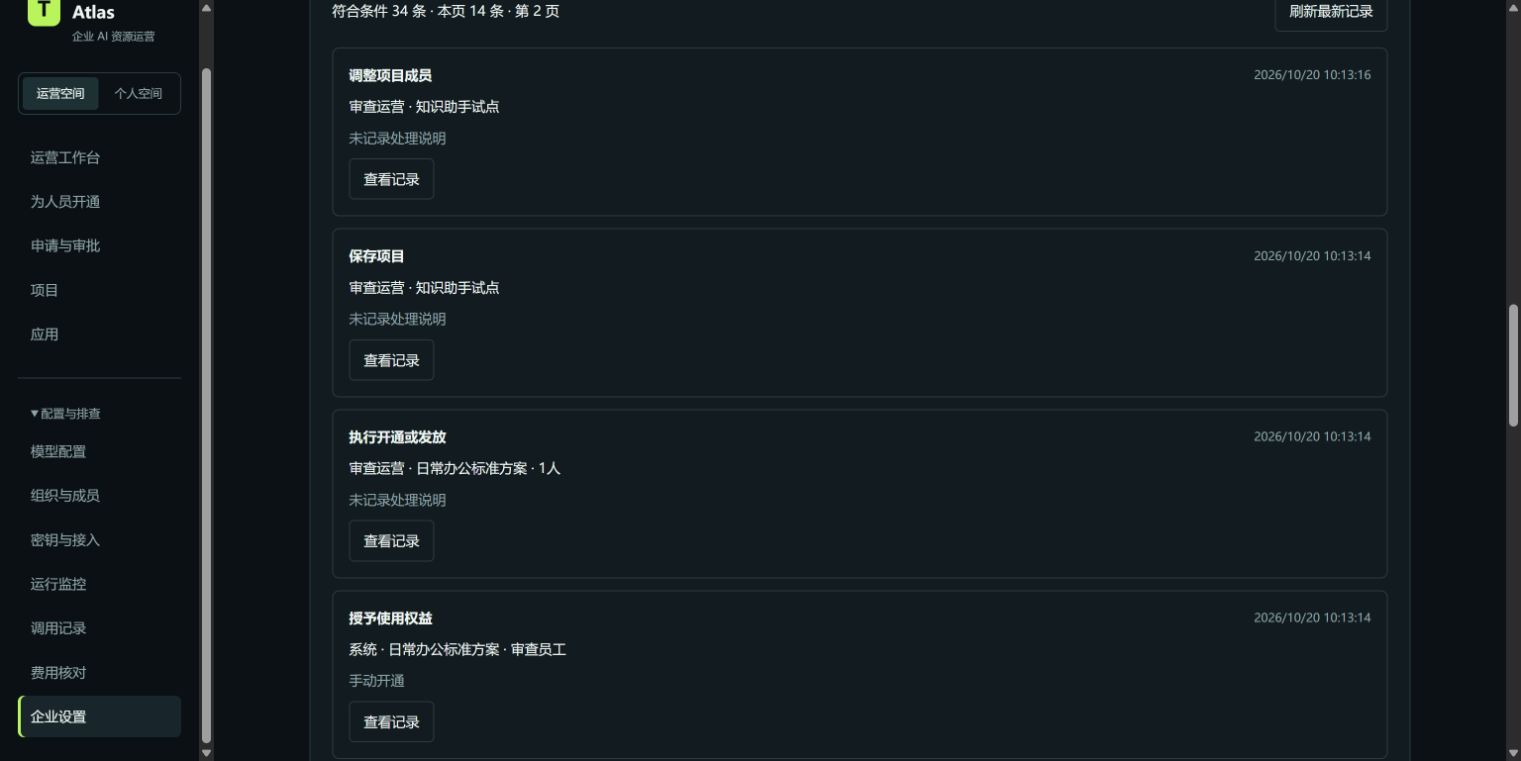 T
Atlas
企业 AI 资源运营
运营空间
个人空间
运营工作台
为人员开通
申请与审批
项目
应用
▼配置与排查
模型配置
组织与成员
密钥与接入
运行监控
调用记录
费用核对
企业设置
符合条件 34 条 · 本页 14 条 · 第 2 页
刷新最新记录
调整项目成员
2026/10/20 10:13:16
审查运营 · 知识助手试点
未记录处理说明
查看记录
保存项目
2026/10/20 10:13:14
审查运营 · 知识助手试点
未记录处理说明
查看记录
执行开通或发放
2026/10/20 10:13:14
审查运营 · 日常办公标准方案 · 1人
未记录处理说明
查看记录
授予使用权益
2026/10/20 10:13:14
系统 · 日常办公标准方案 · 审查员工
手动开通
查看记录